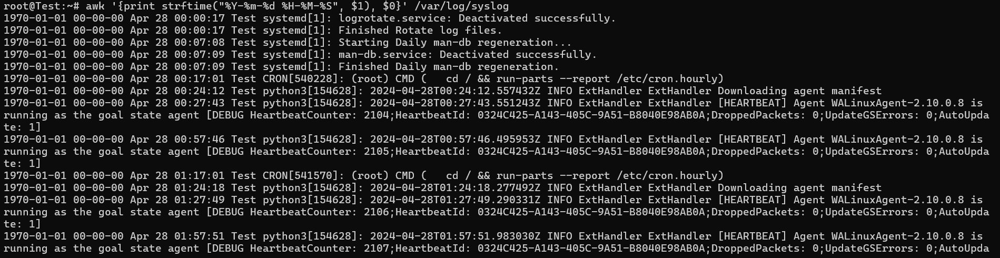 root@Test:~# awk '{print strftime("%Y-%m-%d %H-%M-%S", $1), $0}' /var/log/syslog
1970-01-01 00-00-00 Apr 28 00:00:17 Test systemd[1]: logrotate.service: Deactivated successfully.
1970-01-01 00-00-00 Apr 28 00:00:17 Test systemd[1]: Finished Rotate log files.
1970-01-01 00-00-00 Apr 28 00:07:08 Test systemd[1]: Starting Daily man-db regeneration...
1970-01-01 00-00-00 Apr 28 00:07:09 Test systemd[1]: man-db.service: Deactivated successfully.
1970-01-01 00-00-00 Apr 28 00:07:09 Test systemd[1]: Finished Daily man-db regeneration.
1970-01-01 00-00-00 Apr 28 00:17:01 Test CRON[540228]: (root) CMD (   cd / && run-parts --report /etc/cron.hourly)
1970-01-01 00-00-00 Apr 28 00:24:12 Test python3[154628]: 2024-04-28T00:24:12.557432Z INFO ExtHandler ExtHandler Downloading agent manifest
1970-01-01 00-00-00 Apr 28 00:27:43 Test python3[154628]: 2024-04-28T00:27:43.551243Z INFO ExtHandler ExtHandler [HEARTBEAT] Agent WALinuxAgent-2.10.0.8 is
running as the goal state agent [DEBUG HeartbeatCounter: 2104;HeartbeatId: 0324C425-A143-405C-9A51-B8040E98AB0A;DroppedPackets: 0;UpdateGSErrors: 0;AutoUpda
te: 1]
1970-01-01 00-00-00 Apr 28 00:57:46 Test python3[154628]: 2024-04-28T00:57:46.495953Z INFO ExtHandler ExtHandler [HEARTBEAT] Agent WALinuxAgent-2.10.0.8 is
running as the goal state agent [DEBUG HeartbeatCounter: 2105;HeartbeatId: 0324C425-A143-405C-9A51-B8040E98AB0A;DroppedPackets: 0;UpdateGSErrors: 0;AutoUpda
te: 1]
1970-01-01 00-00-00 Apr 28 01:17:01 Test CRON[541570]: (root) CMD (   cd / && run-parts --report /etc/cron.hourly)
1970-01-01 00-00-00 Apr 28 01:24:18 Test python3[154628]: 2024-04-28T01:24:18.277492Z INFO ExtHandler ExtHandler Downloading agent manifest
1970-01-01 00-00-00 Apr 28 01:27:49 Test python3[154628]: 2024-04-28T01:27:49.290331Z INFO ExtHandler ExtHandler [HEARTBEAT] Agent WALinuxAgent-2.10.0.8 is
running as the goal state agent [DEBUG HeartbeatCounter: 2106;HeartbeatId: 0324C425-A143-405C-9A51-B8040E98AB0A;DroppedPackets: 0;UpdateGSErrors: 0;AutoUpda
te: 1]
1970-01-01 00-00-00 Apr 28 01:57:51 Test python3[154628]: 2024-04-28T01:57:51.983030Z INFO ExtHandler ExtHandler [HEARTBEAT] Agent WALinuxAgent-2.10.0.8 is
running as the goal state agent [DEBUG HeartbeatCounter: 2107;HeartbeatId: 0324C425-A143-405C-9A51-B8040E98AB0A;DroppedPackets: 0;UpdateGSErrors: 0;AutoUpda